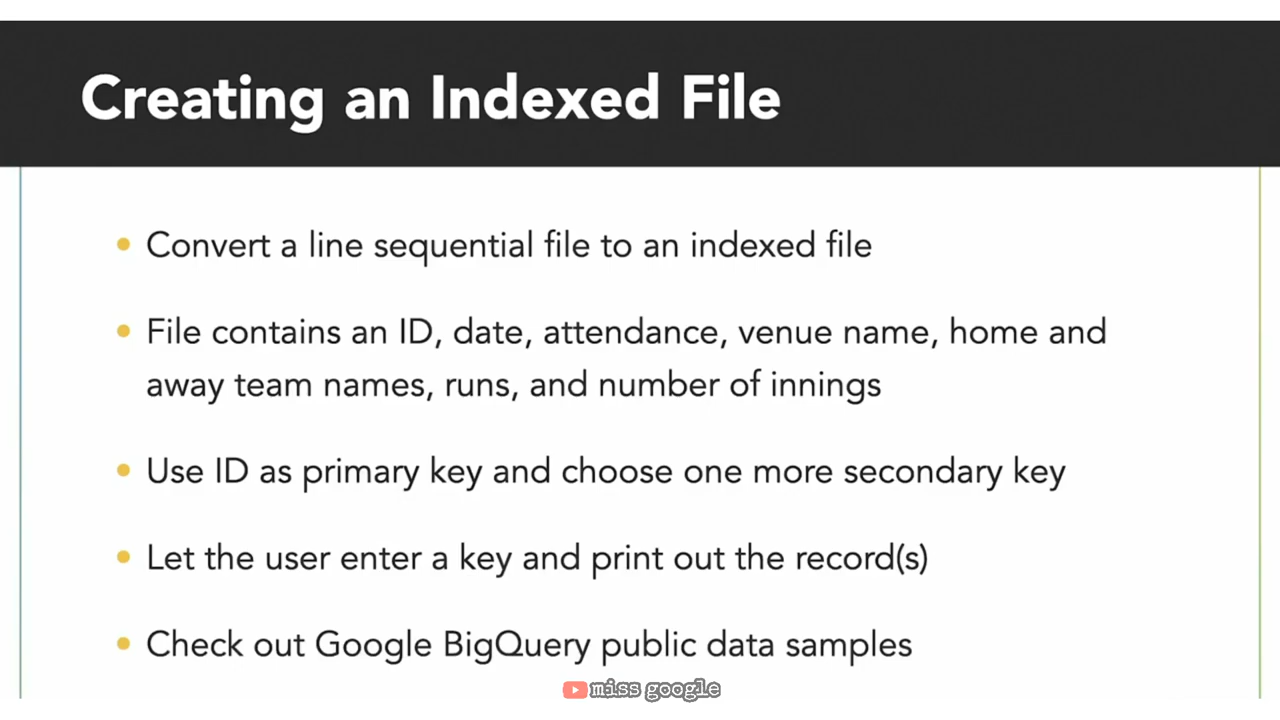 Creating an Indexed File
• Convert a line sequential file to an indexed file
• File contains an ID, date, attendance, venue name, home and
away team names, runs, and number of innings
• Use ID as primary key and choose one more secondary key
• Let the user enter a key and print out the record(s)
• Check out Google BigQuery public data samples
miss google